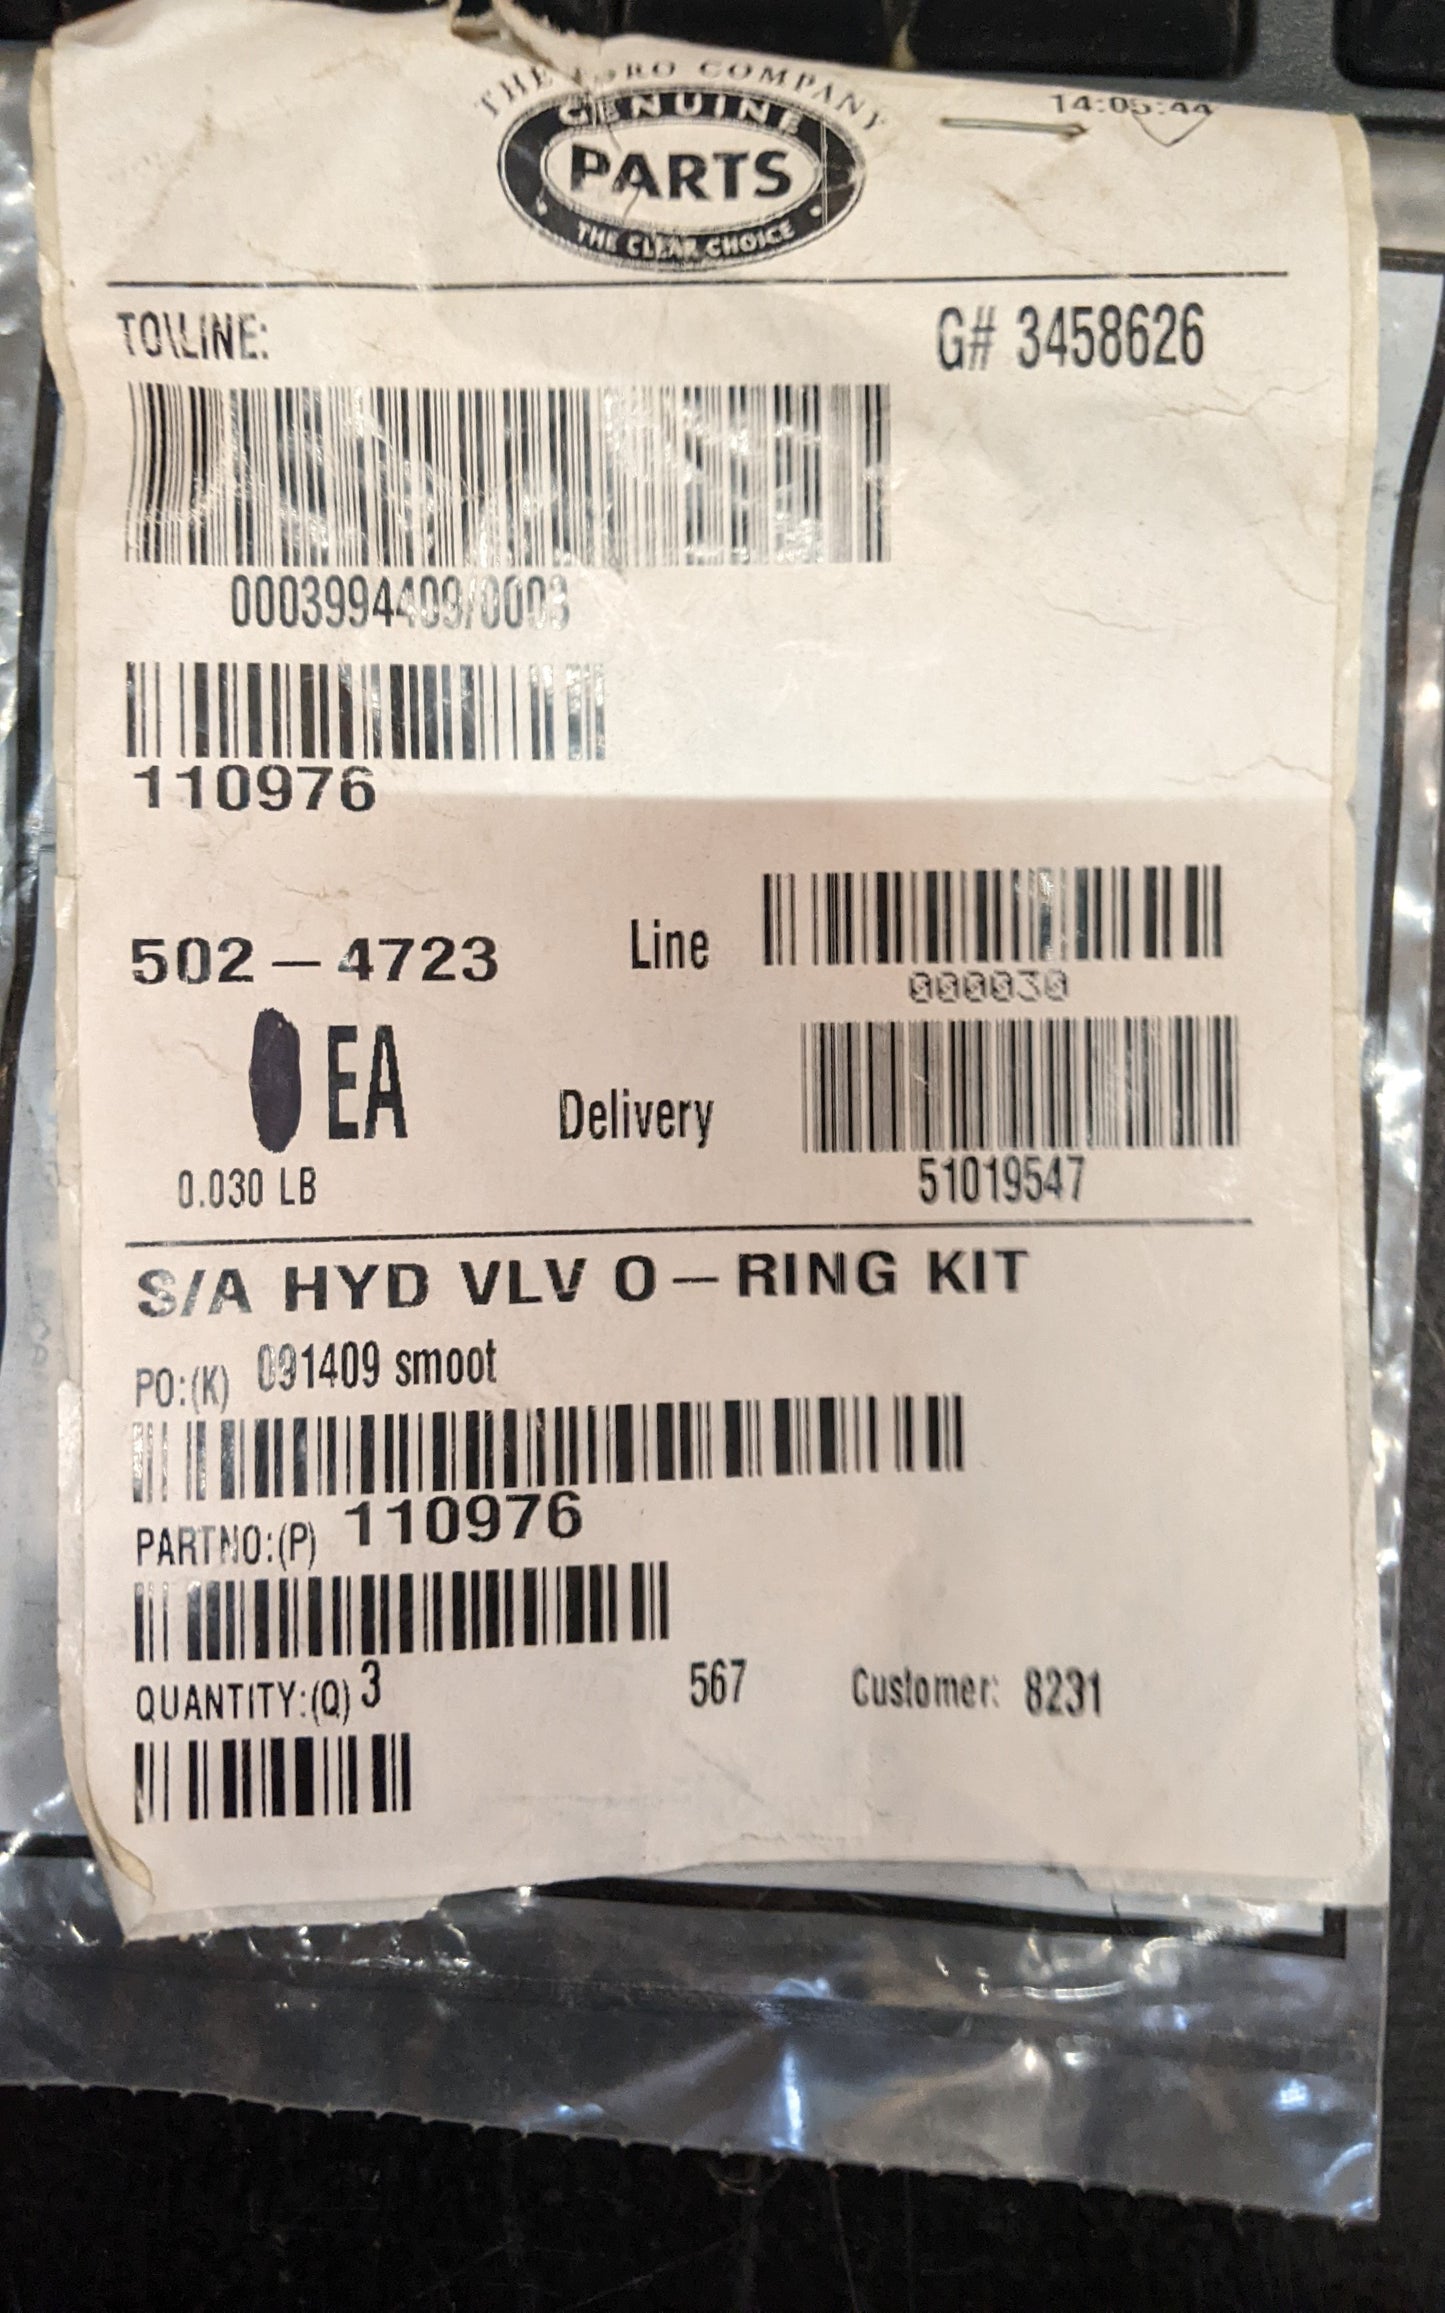 THE TORO COMPANY
GENUINE
PARTS
THE CLEAR CHOICE
14:05:44
TO\LINE:
G# 3458626
0003994409/0003
110976
502-4723
Line
000030
EA
Delivery
0.030 LB
51019547
S/A HYD VLV O-RING KIT
PO:(K) 091409 smoot
PARTNO:(P) 110976
QUANTITY:(Q) 3
567
Customer: 8231